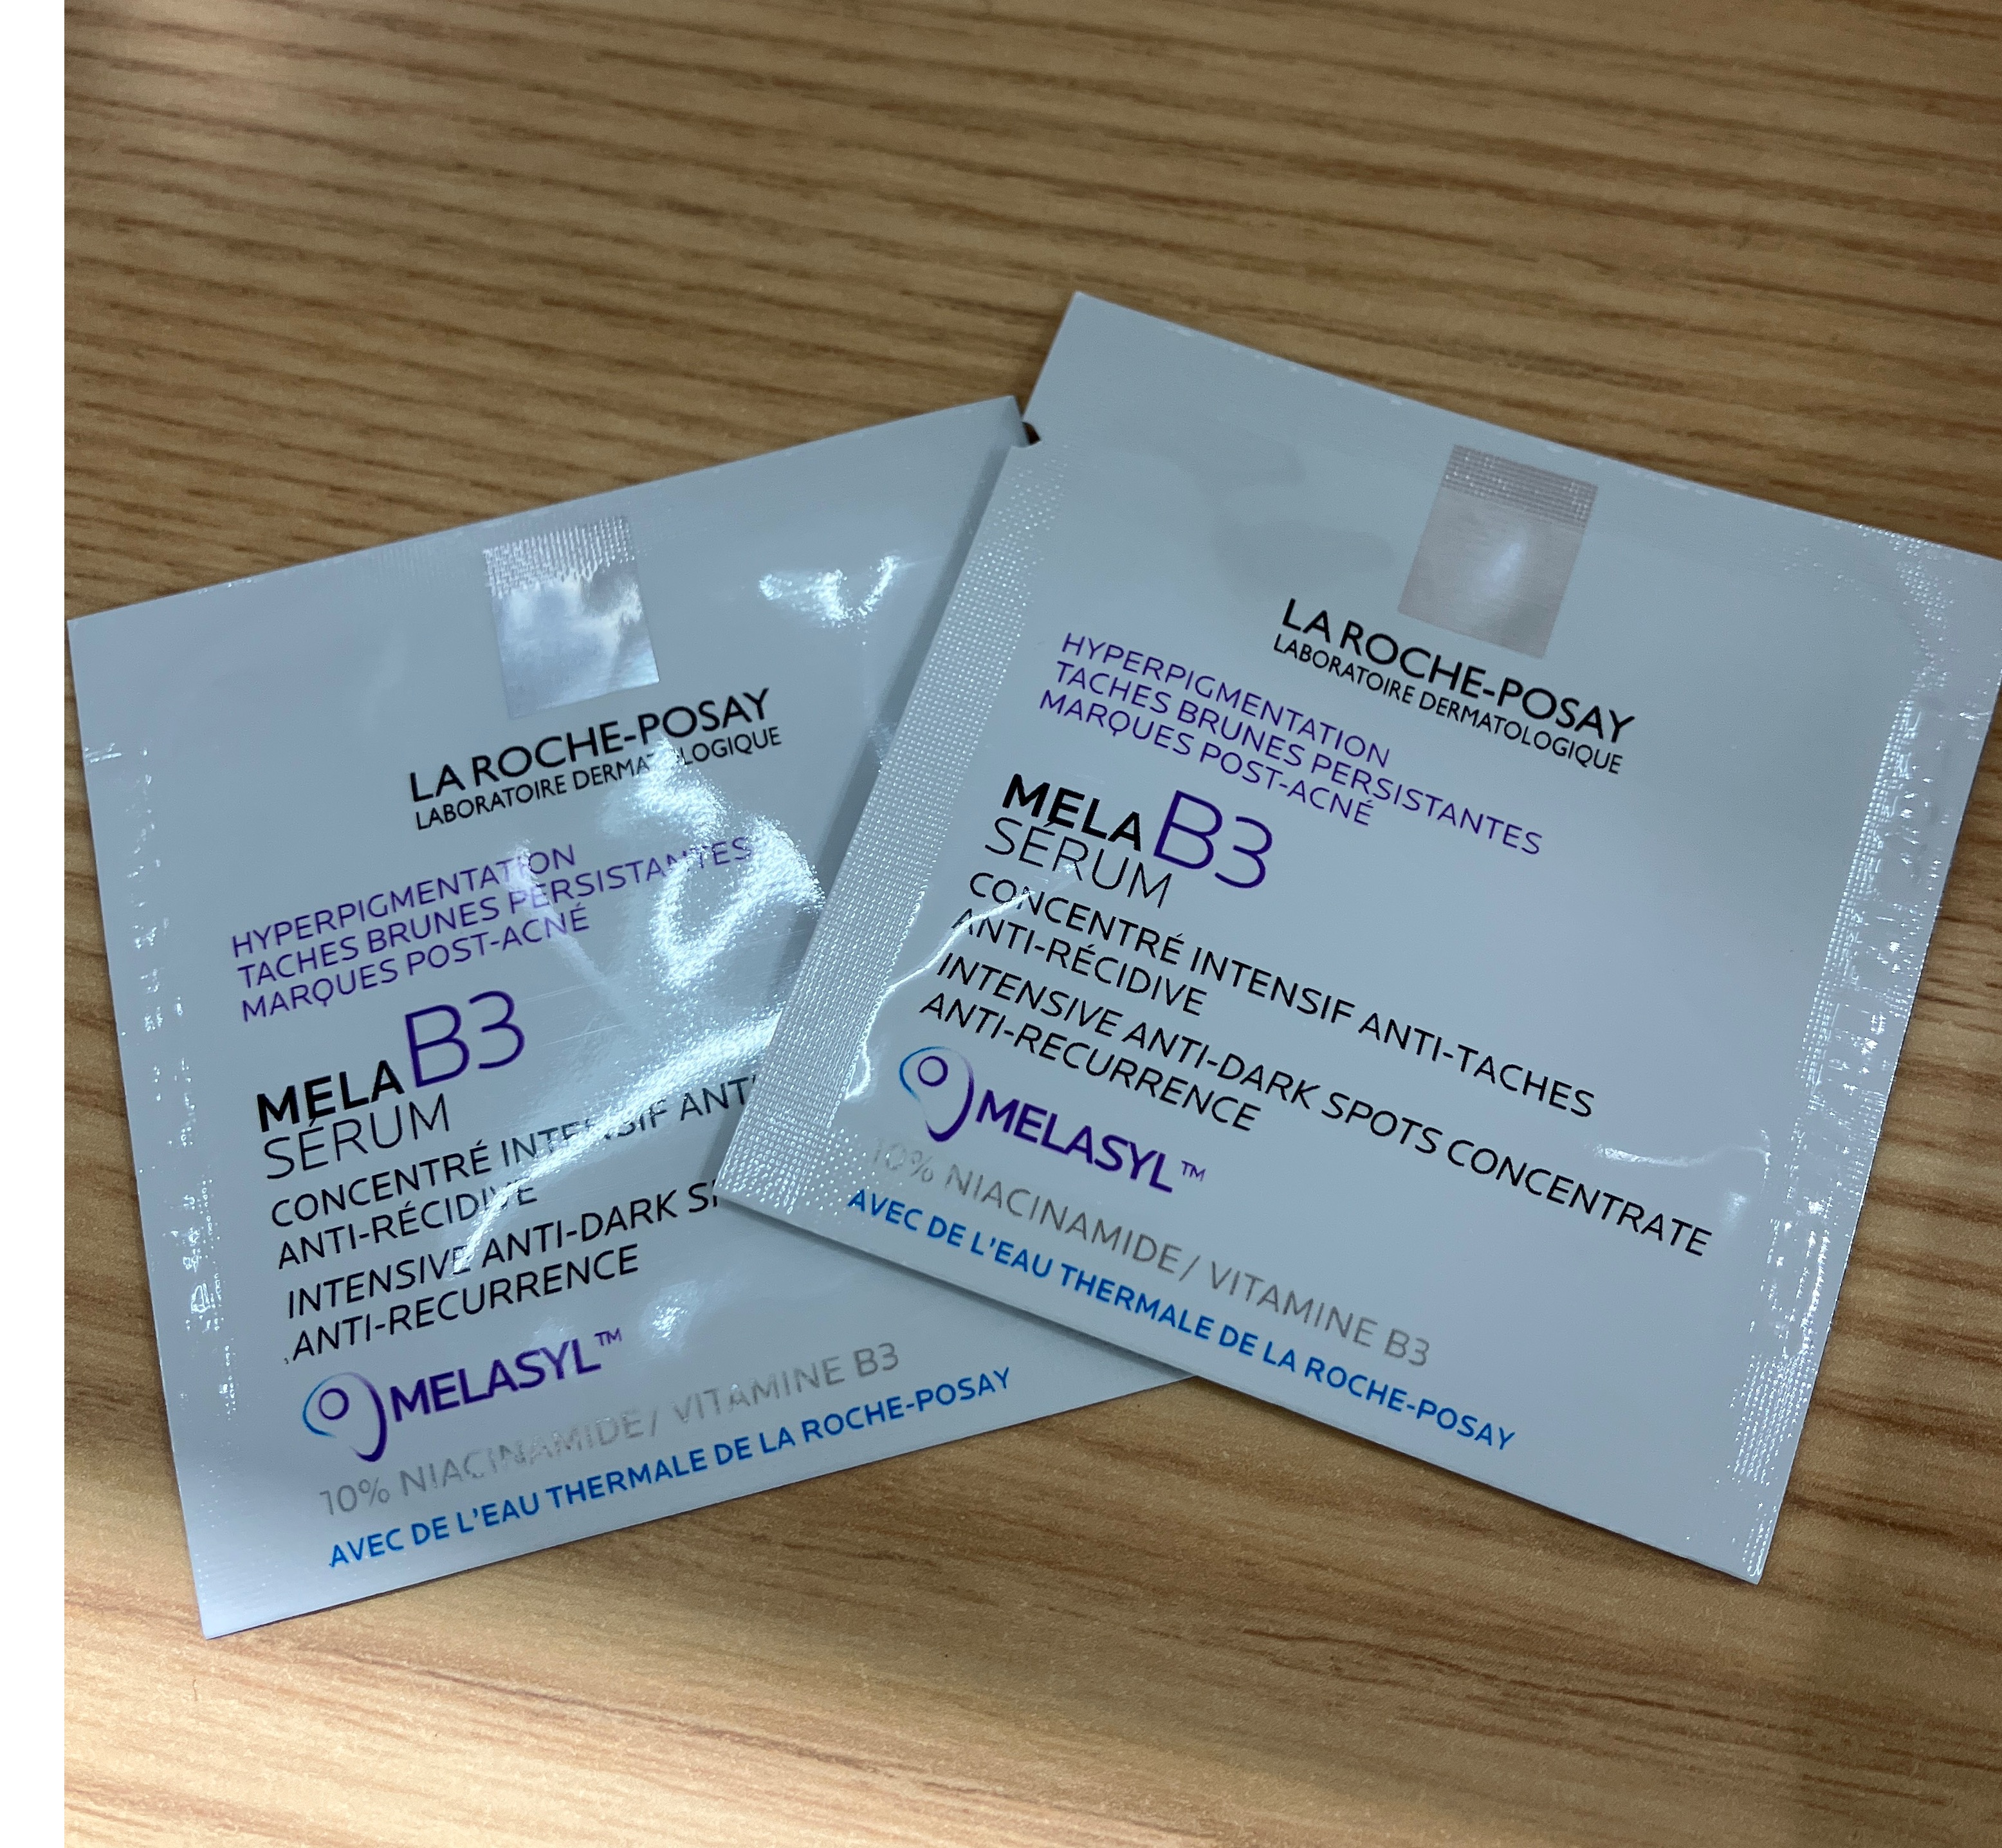 LA ROCHE-POSAY
LABORATOIRE DERMATOLOGIQUE
HYPERPIGMENTATION
TACHES BRUNES PERSISTANTES
MARQUES POST-ACNÉ
MELA B3
SÉRUM
CONCENTRÉ INTENSIF
ANTI-RÉCIDIVE
INTENSIVE ANTI-DARK
ANTI-RECURRENCE
MELASYL™
10% NIACINAMIDE/ VITAMINE B3
AVEC DE L'EAU THERMALE DE LA ROCHE-POSAY
LA ROCHE-POSAY
LABORATOIRE DERMATOLOGIQUE
HYPERPIGMENTATION
TACHES BRUNES PERSISTANTES
MARQUES POST-ACNÉ
MELA B3
SÉRUM
CONCENTRÉ INTENSIF ANTI-TACHES
ANTI-RÉCIDIVE
INTENSIVE ANTI-DARK SPOTS CONCENTRATE
ANTI-RECURRENCE
MELASYL™
10% NIACINAMIDE/ VITAMINE B3
AVEC DE L'EAU THERMALE DE LA ROCHE-POSAY